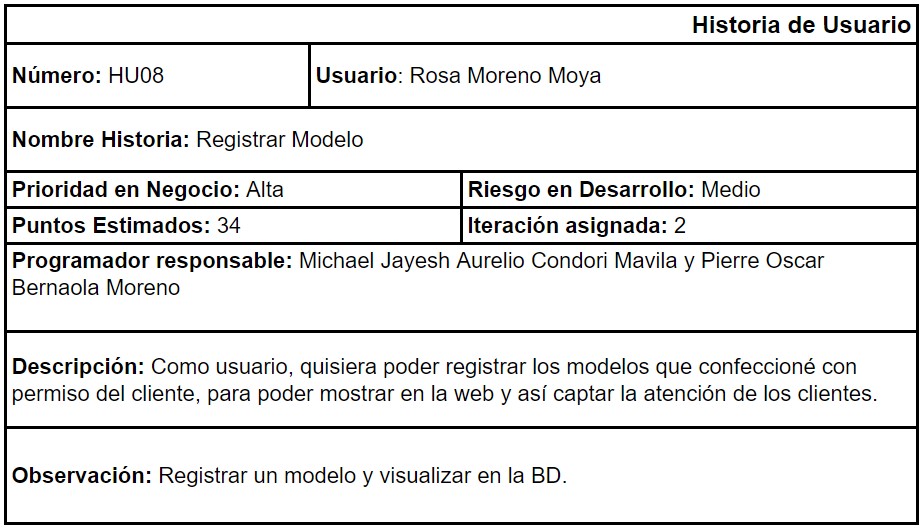 Historia de Usuario
Número: HU08
Usuario: Rosa Moreno Moya
Nombre Historia: Registrar Modelo
Prioridad en Negocio: Alta
Riesgo en Desarrollo: Medio
Puntos Estimados: 34
Iteración asignada: 2
Programador responsable: Michael Jayesh Aurelio Condori Mavila y Pierre Oscar
Bernaola Moreno
Descripción: Como usuario, quisiera poder registrar los modelos que confeccioné con
permiso del cliente, para poder mostrar en la web y así captar la atención de los clientes.
Observación: Registrar un modelo y visualizar en la BD.